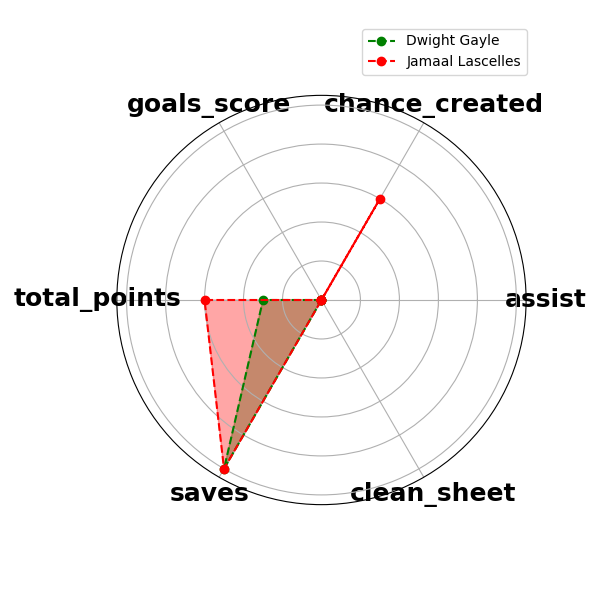 Dwight Gayle
Jamaal Lascelles
goals_score
chance_created
total_points
assist
saves
clean_sheet